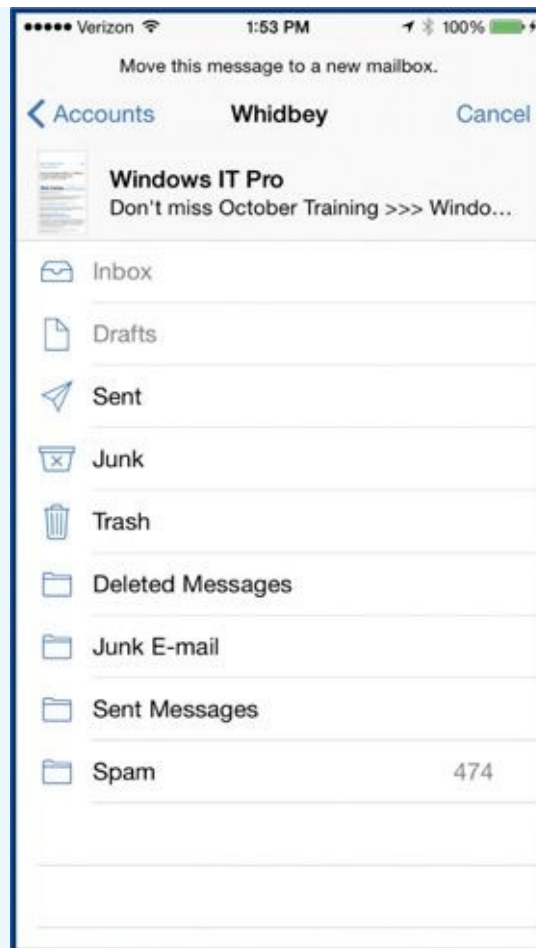 Verizon 1:53 PM 100%
Move this message to a new mailbox.
Accounts Whidbey Cancel
Windows IT Pro
Don't miss October Training >>> Windo...
Inbox
Drafts
Sent
Junk
Trash
Deleted Messages
Junk E-mail
Sent Messages
Spam 474